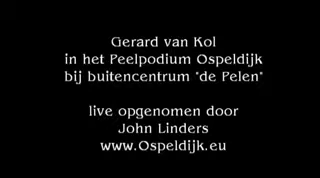 Gerard van Kol
in het Peelpodium Ospeldijk
bij buitencentrum "de Pelen"
live opgenomen door
John Linders
www.Ospeldijk.eu